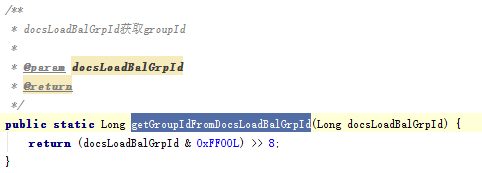 /**
 * docsLoadBalGrpId获取groupId
 *
 * @param docsLoadBalGrpId
 * @return
 */
public static Long getGroupIdFromDocsLoadBalGrpId(Long docsLoadBalGrpId) {
    return (docsLoadBalGrpId & 0xFF00L) >> 8;
}